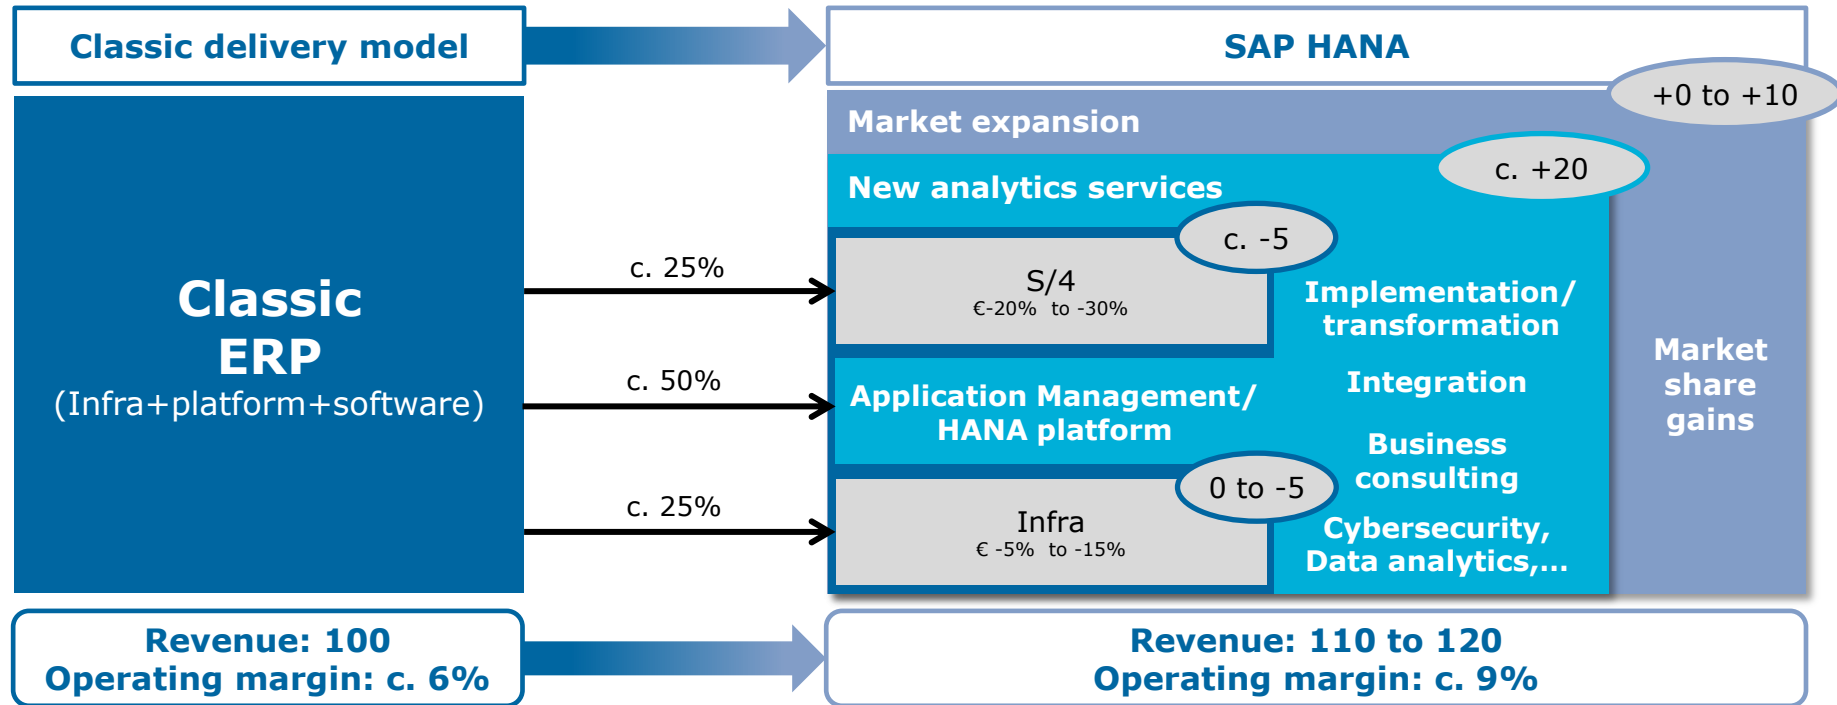 Classic delivery model
SAP HANA
+0 to +10
Market expansion
c. +20
New analytics services
c. -5
c. 25%
S/4
€-20% to -30%
Classic
ERP
(Infra+platform+software)
Implementation/
transformation
Market
share
gains
c. 50%
Application Management/
HANA platform
Integration
Business
consulting
0 to -5
c. 25%
Infra
€ -5% to -15%
Cybersecurity,
Data analytics,...
Revenue: 100
Operating margin: c. 6%
Revenue: 110 to 120
Operating margin: c. 9%